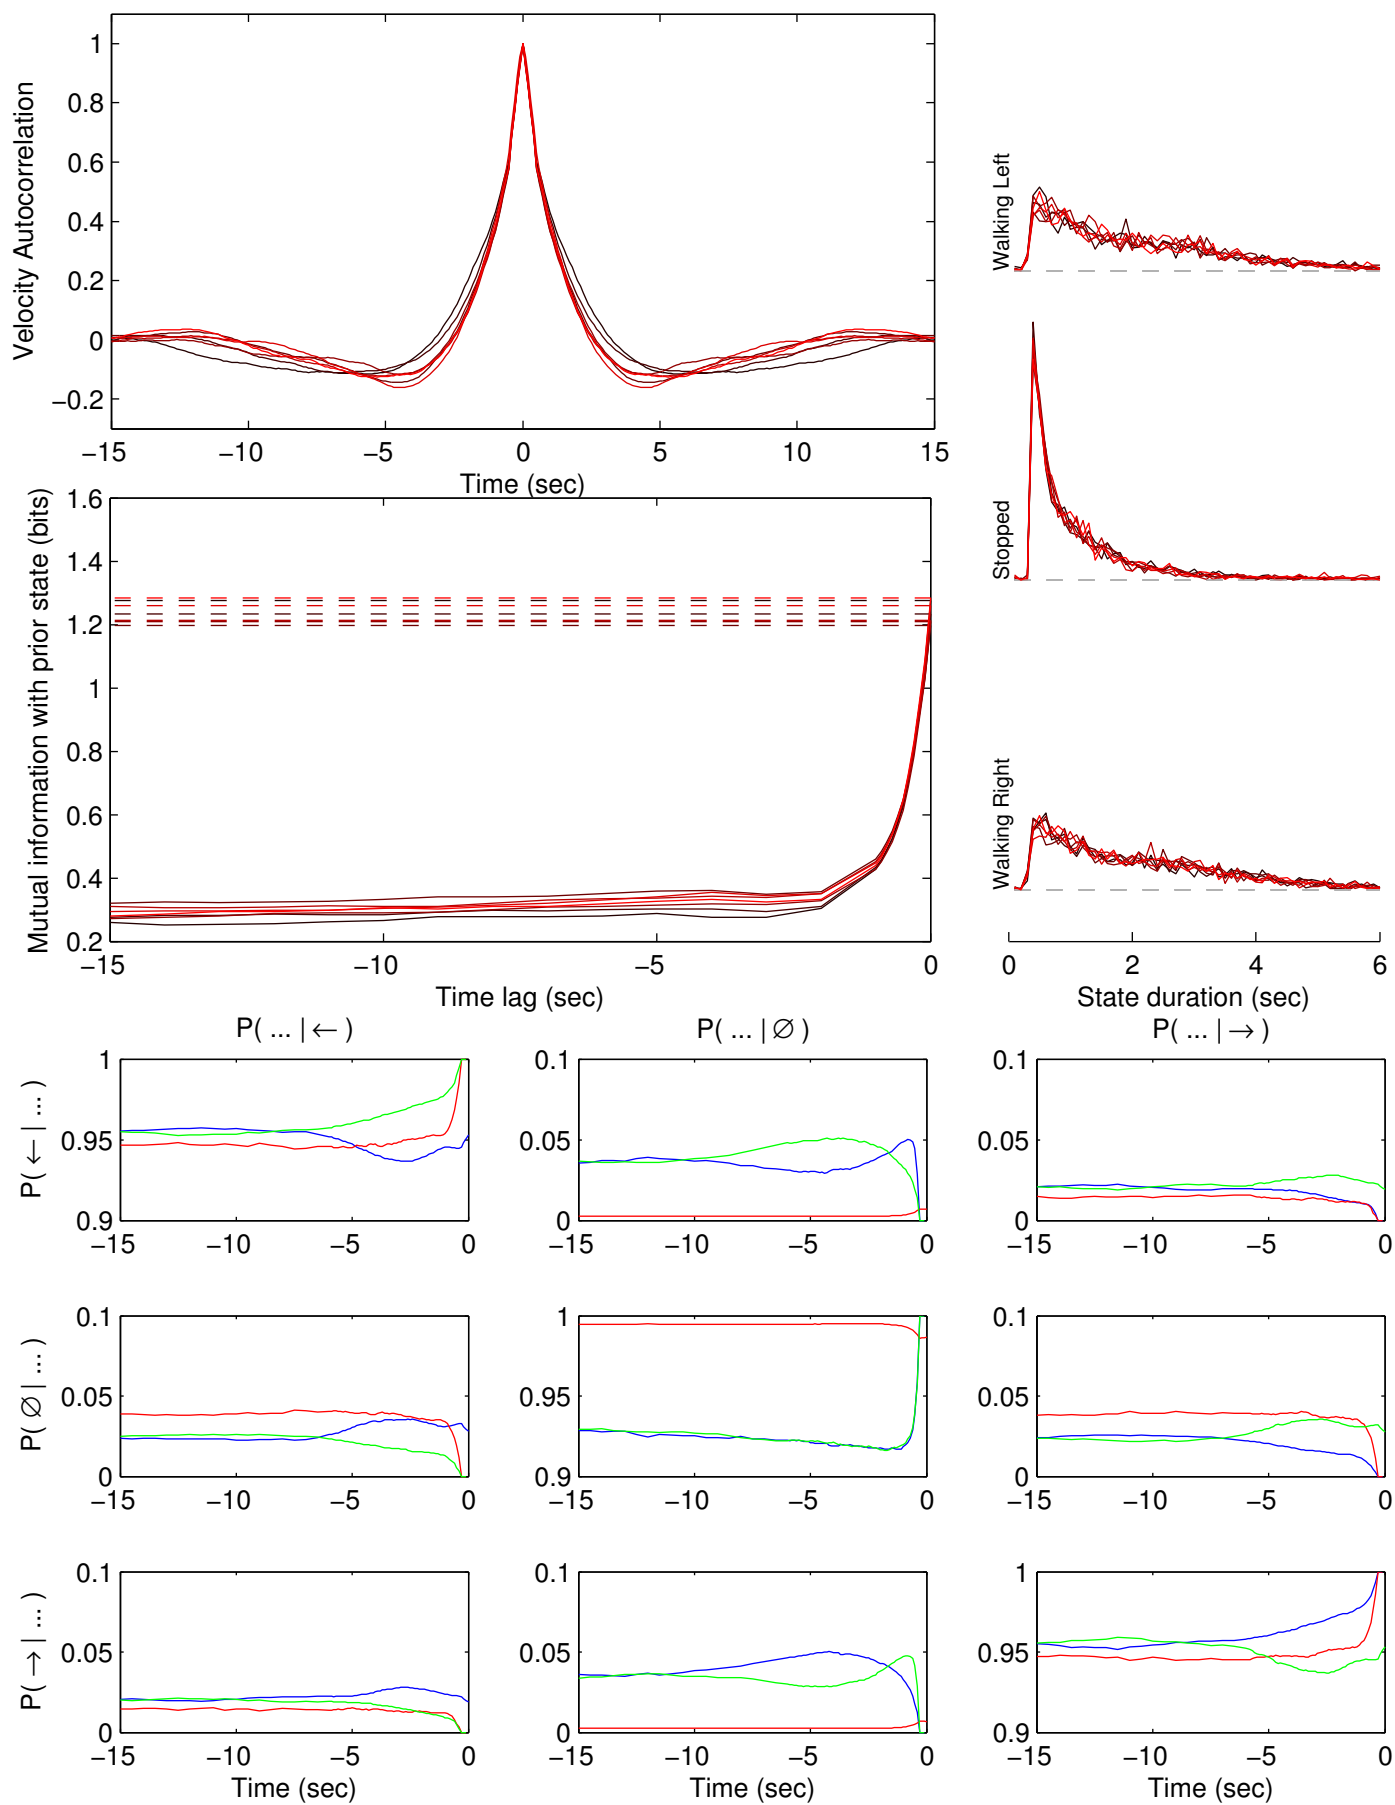 Velocity Autocorrelation
1
0.8
0.6
0.4
0.2
0
−0.2
−15 −10 −5 0 5 10 15
Time (sec)
Mutual information with prior state (bits)
1.6
1.4
1.2
1
0.8
0.6
0.4
0.2
−15 −10 −5 0
Time lag (sec)
Walking Left
Stopped
Walking Right
0 2 4 6
State duration (sec)
P( ... | ← )
P( ... | ∅ )
P( ... | → )
P( ← | ... )
1
0.95
0.9
−15 −10 −5 0
0.1
0.05
0
−15 −10 −5 0
0.1
0.05
0
−15 −10 −5 0
P( ∅ | ... )
0.1
0.05
0
−15 −10 −5 0
1
0.95
0.9
−15 −10 −5 0
0.1
0.05
0
−15 −10 −5 0
P( → | ... )
0.1
0.05
0
−15 −10 −5 0
Time (sec)
0.1
0.05
0
−15 −10 −5 0
Time (sec)
1
0.95
0.9
−15 −10 −5 0
Time (sec)